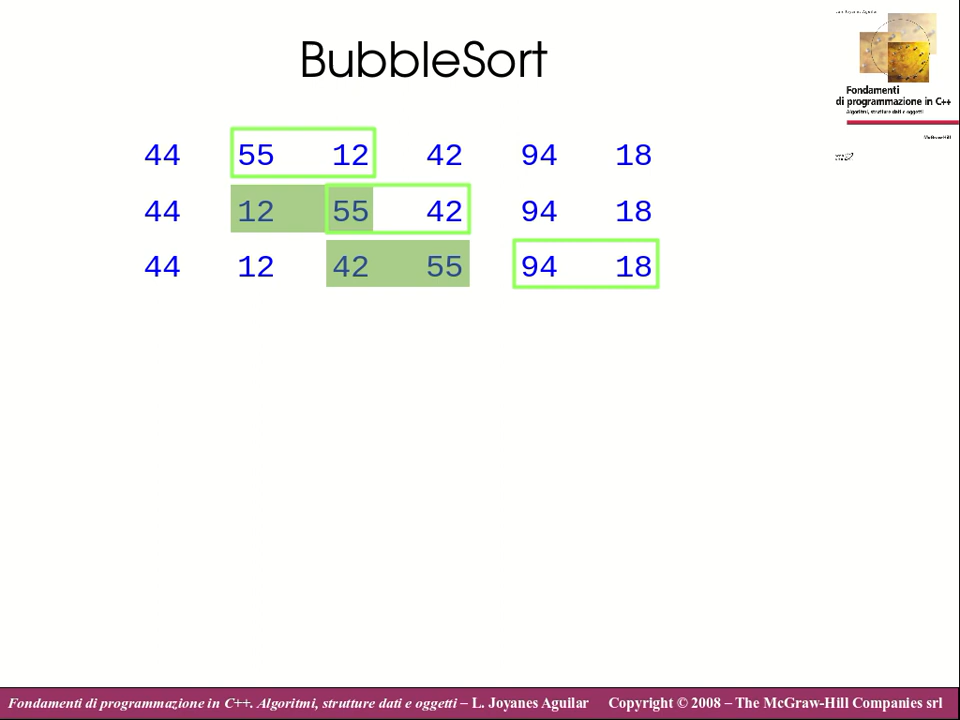 BubbleSort
Fondamenti
di programmazione in C++
Algoritmi, strutture dati e oggetti
44 55 12 42 94 18
44 12 55 42 94 18
44 12 42 55 94 18
Fondamenti di programmazione in C++. Algoritmi, strutture dati e oggetti – L. Joyanes Aguilar Copyright © 2008 – The McGraw-Hill Companies srl